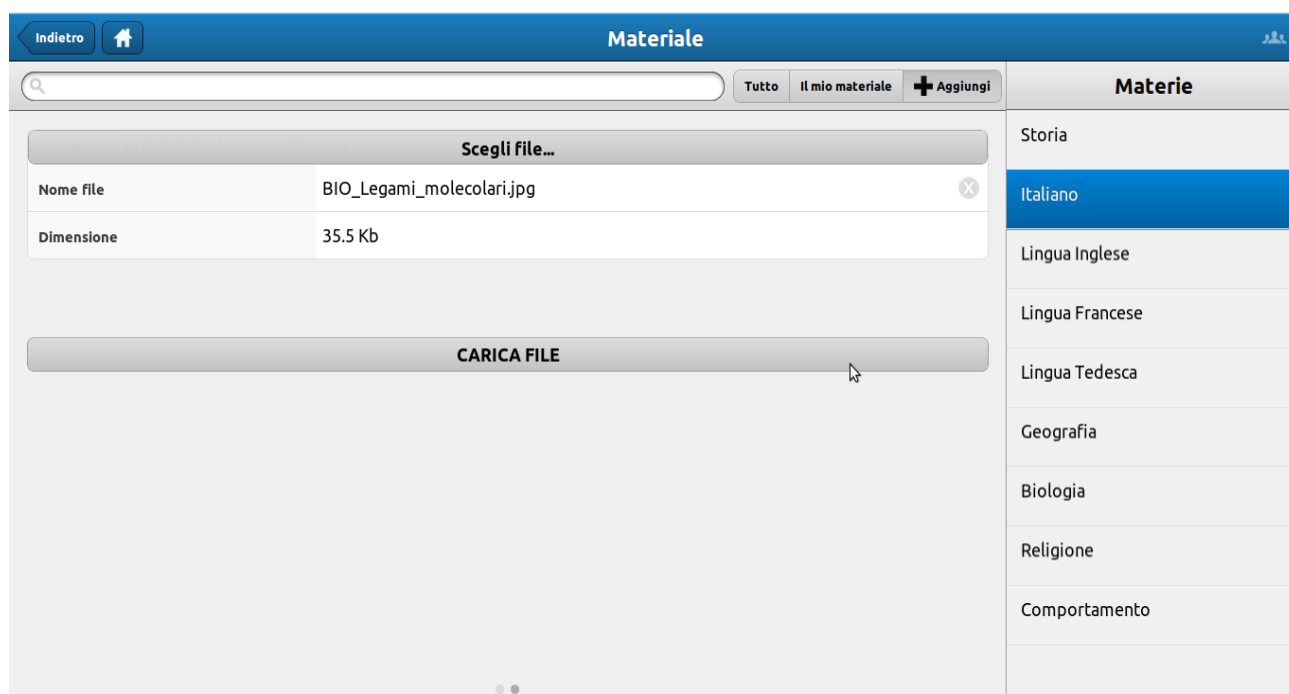 Indietro
Materiale
Tutto
Il mio materiale
Aggiungi
Materie
Scegli file...
Nome file
BIO_Legami_molecolari.jpg
Dimensione
35.5 Kb
CARICA FILE
Storia
Italiano
Lingua Inglese
Lingua Francese
Lingua Tedesca
Geografia
Biologia
Religione
Comportamento